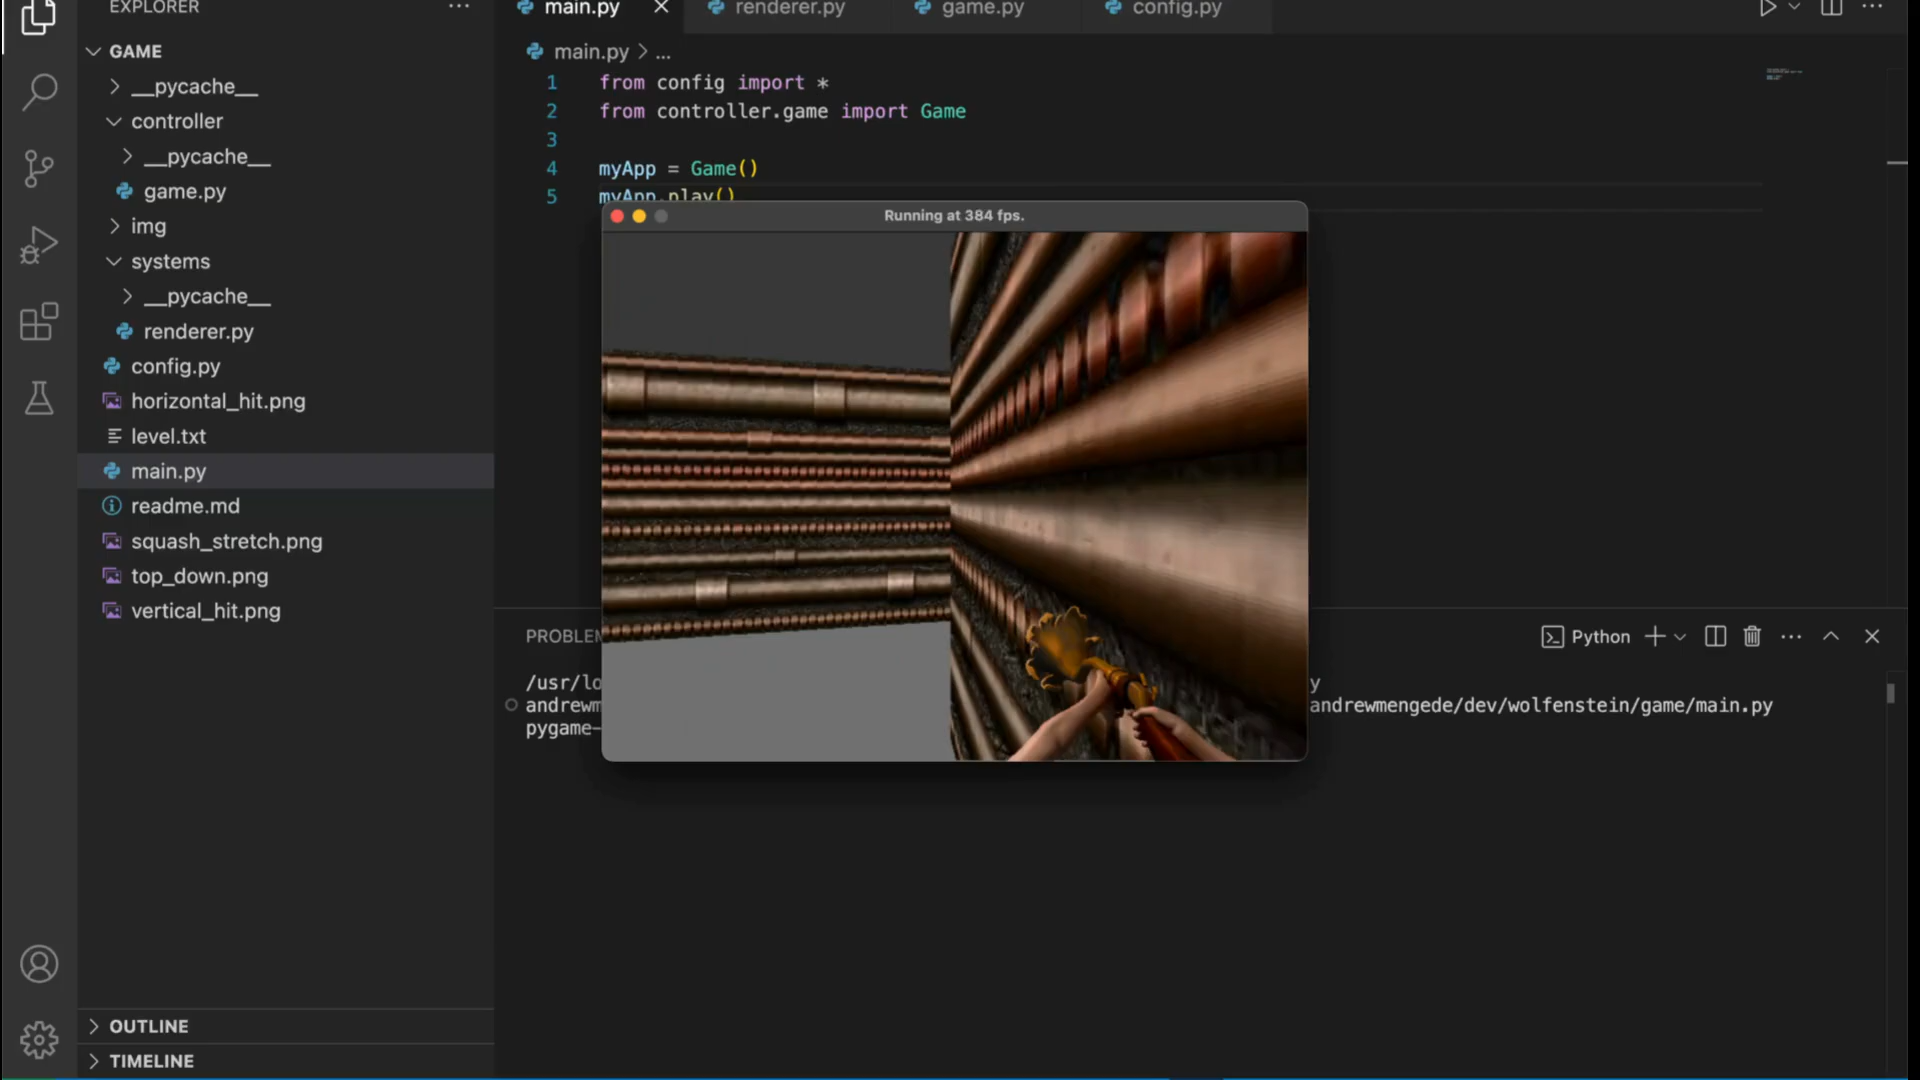 EXPLORER
GAME
__pycache__
controller
__pycache__
game.py
img
systems
__pycache__
renderer.py
config.py
horizontal_hit.png
level.txt
main.py
readme.md
squash_stretch.png
top_down.png
vertical_hit.png
OUTLINE
TIMELINE
main.py
renderer.py
game.py
config.py
main.py > ...
1 from config import *
2 from controller.game import Game
3
4 myApp = Game()
5 myApp.play()
Running at 384 fps.
PROBLEM
Python
/usr/lo y
andrewm andrewmengede/dev/wolfenstein/game/main.py
pygame-